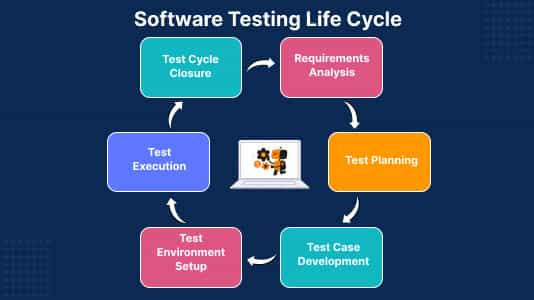 Software Testing Life Cycle
Test Cycle
Closure
Requirements
Analysis
Test
Execution
Test Planning
Test
Environment
Setup
Test Case
Development